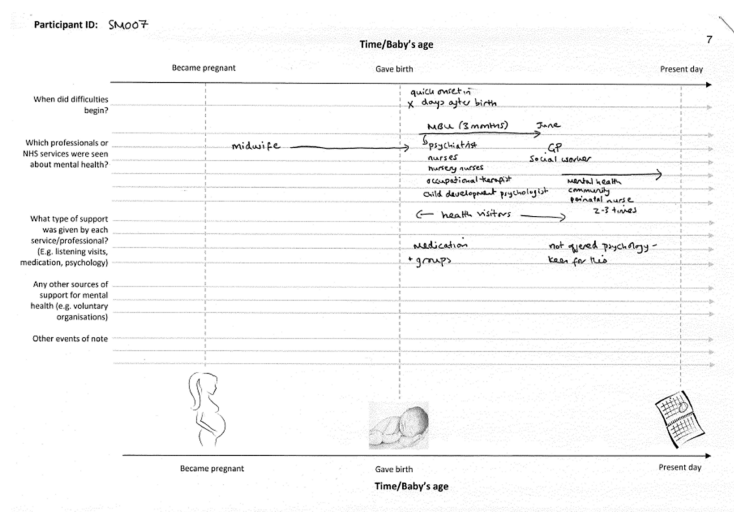 Participant ID: SM007
7
Time/Baby's age
Became pregnant Gave birth Present day
When did difficulties begin?
quick onset in
x days after birth
Which professionals or NHS services were seen about mental health?
midwife
MBU (3 months) June
psychiatrist
nurses
nursery nurses
occupational therapist
child development psychologist
GP
Social worker
mental health
community
perinatal nurse
2-3 times
← health visitors →
What type of support was given by each service/professional? (E.g. listening visits, medication, psychology)
medication
+ groups
not offered psychology -
keen for this
Any other sources of support for mental health (e.g. voluntary organisations)
Other events of note
Became pregnant Gave birth Present day
Time/Baby's age